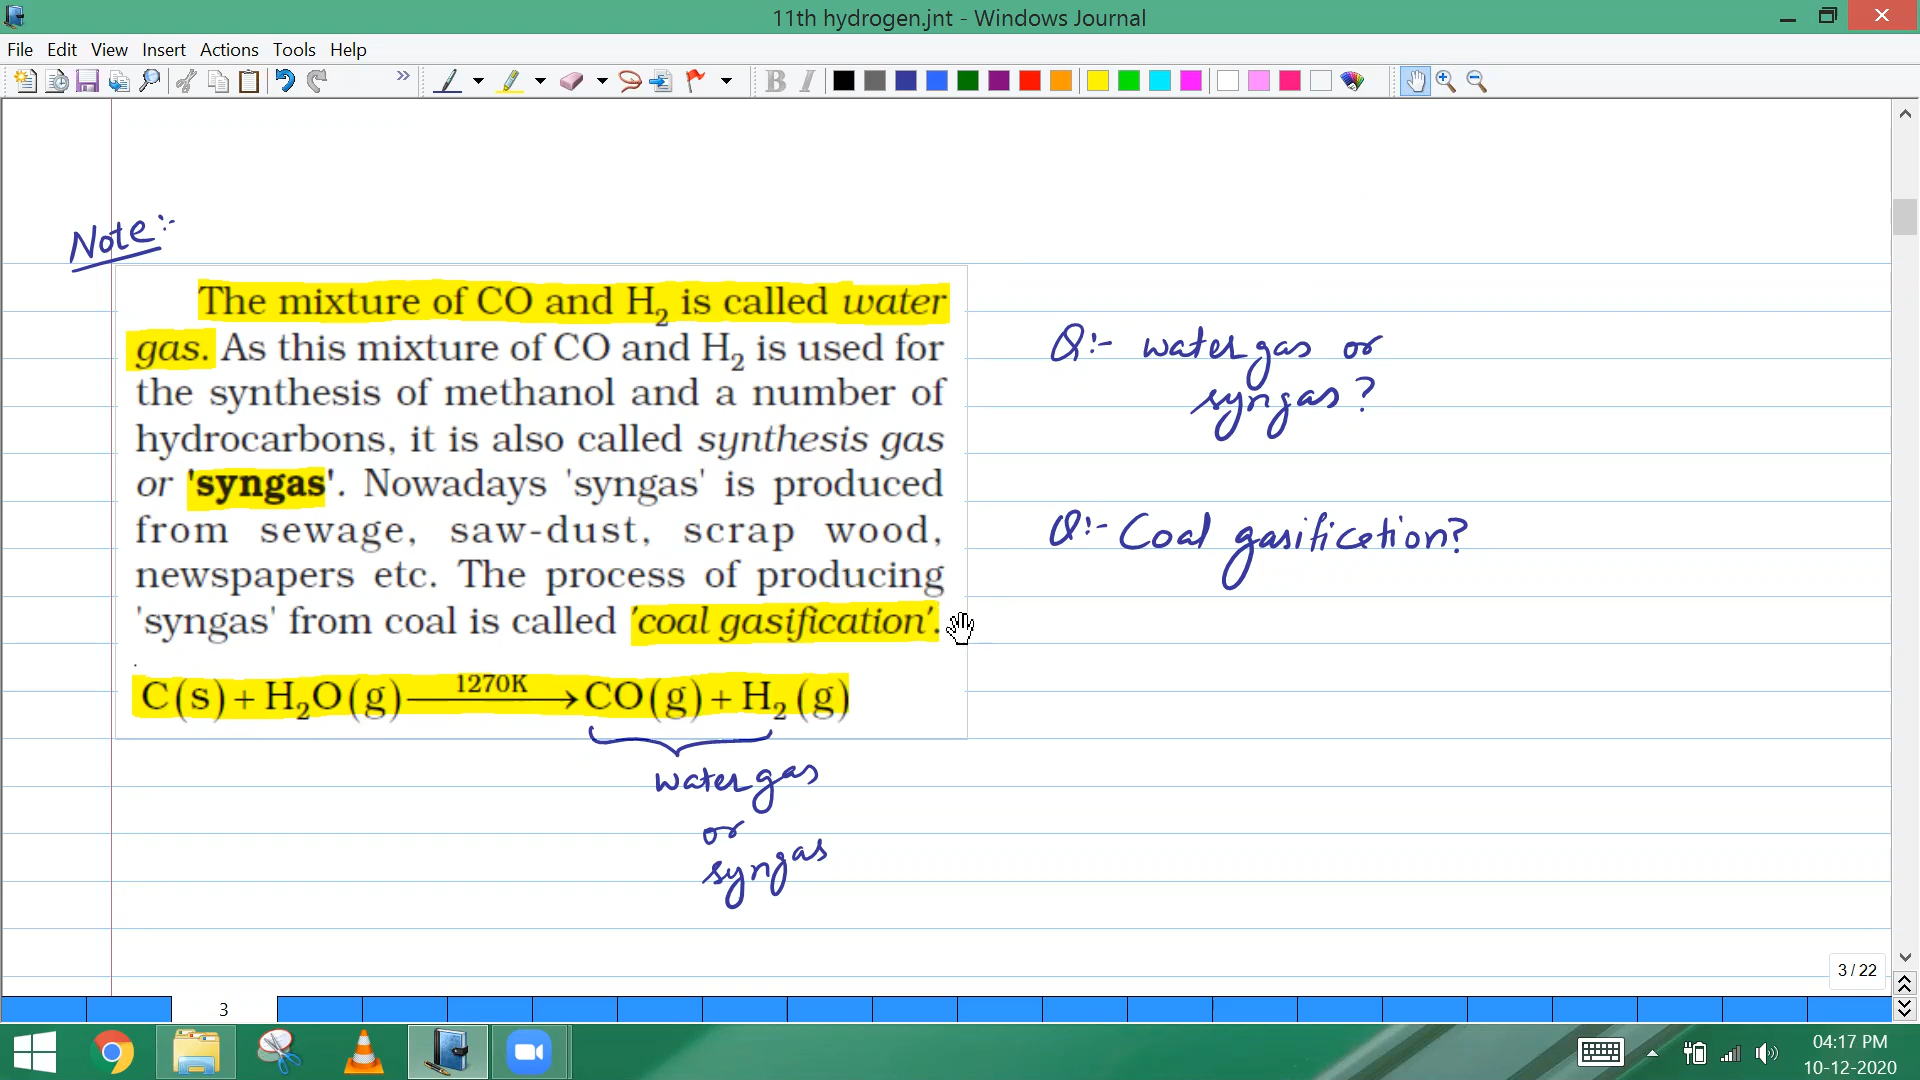 11th hydrogen.jnt - Windows Journal
File Edit View Insert Actions Tools Help
Note:-
The mixture of CO and H₂ is called water
gas. As this mixture of CO and H₂ is used for
the synthesis of methanol and a number of
hydrocarbons, it is also called synthesis gas
or 'syngas'. Nowadays 'syngas' is produced
from sewage, saw-dust, scrap wood,
newspapers etc. The process of producing
'syngas' from coal is called 'coal gasification'.
C(s) + H₂O(g) —1270K→ CO(g) + H₂(g)
water gas
or
syngas
Q:- water gas or
syngas?
Q:- Coal gasificetion?
3 / 22
3
04:17 PM
10-12-2020